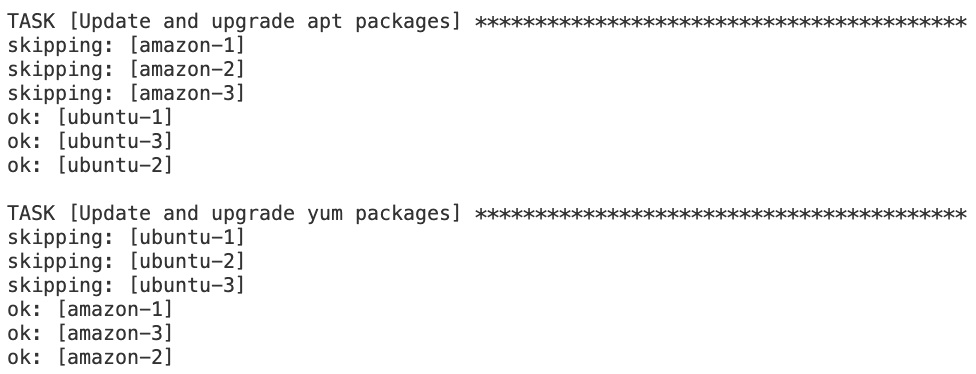 TASK [Update and upgrade apt packages] *****************************************
skipping: [amazon-1]
skipping: [amazon-2]
skipping: [amazon-3]
ok: [ubuntu-1]
ok: [ubuntu-3]
ok: [ubuntu-2]

TASK [Update and upgrade yum packages] *****************************************
skipping: [ubuntu-1]
skipping: [ubuntu-2]
skipping: [ubuntu-3]
ok: [amazon-1]
ok: [amazon-3]
ok: [amazon-2]